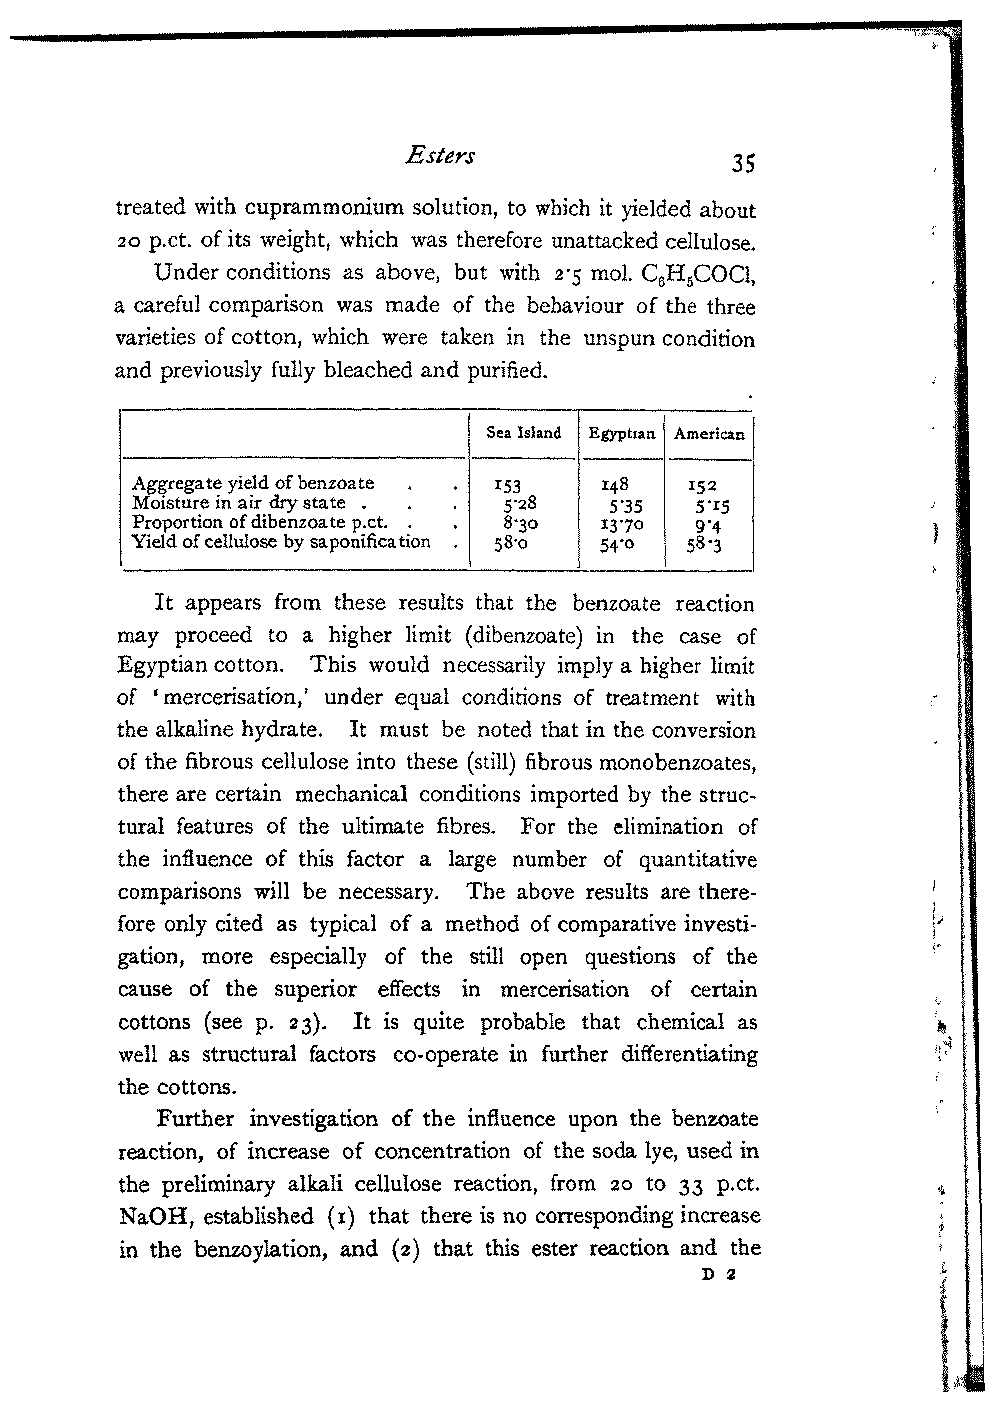 Esters
35
treated with cuprammonium solution, to which it yielded about
20 p.ct. of its weight, which was therefore unattacked cellulose.
Under conditions as above, but with 2·5 mol. C₆H₅COCl,
a careful comparison was made of the behaviour of the three
varieties of cotton, which were taken in the unspun condition
and previously fully bleached and purified.
Sea Island Egyptian American
Aggregate yield of benzoate . . 153 148 152
Moisture in air dry state . . . 5·28 5·35 5·15
Proportion of dibenzoate p.ct. . . 8·30 13·70 9·4
Yield of cellulose by saponification . 58·0 54·0 58·3
It appears from these results that the benzoate reaction
may proceed to a higher limit (dibenzoate) in the case of
Egyptian cotton. This would necessarily imply a higher limit
of ‘mercerisation,’ under equal conditions of treatment with
the alkaline hydrate. It must be noted that in the conversion
of the fibrous cellulose into these (still) fibrous monobenzoates,
there are certain mechanical conditions imported by the struc-
tural features of the ultimate fibres. For the elimination of
the influence of this factor a large number of quantitative
comparisons will be necessary. The above results are there-
fore only cited as typical of a method of comparative investi-
gation, more especially of the still open questions of the
cause of the superior effects in mercerisation of certain
cottons (see p. 23). It is quite probable that chemical as
well as structural factors co-operate in further differentiating
the cottons.
Further investigation of the influence upon the benzoate
reaction, of increase of concentration of the soda lye, used in
the preliminary alkali cellulose reaction, from 20 to 33 p.ct.
NaOH, established (1) that there is no corresponding increase
in the benzoylation, and (2) that this ester reaction and the
D 2